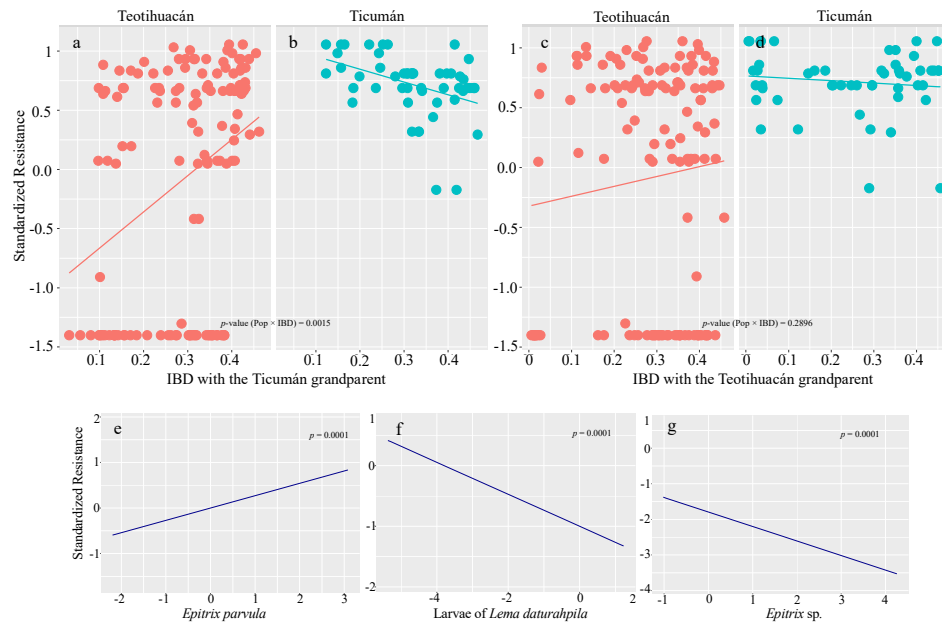 Teotihuacán Ticumán Teotihuacán Ticumán
a b c d
1
0.5
0.0
-0.5
-1.0
-1.5
Standardized Resistance
p-value (Pop × IBD) = 0.0015
p-value (Pop × IBD) = 0.2896
0.1 0.2 0.3 0.4 0.1 0.2 0.3 0.4 0 0.1 0.2 0.3 0.4 0 0.1 0.2 0.3 0.4
IBD with the Ticumán grandparent IBD with the Teotihuacán grandparent
e f g
p = 0.0001 p = 0.0001 p = 0.0001
Standardized Resistance
2
1
0
-1
0
-1
-2
0
-1
-2
-3
-4
-2 -1 0 1 2 3 -4 -2 0 2 -1 0 1 2 3 4
Epitrix parvula Larvae of Lema daturahpila Epitrix sp.